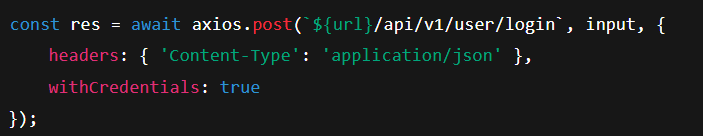 const res = await axios.post(`${url}/api/v1/user/login`, input, {
    headers: { 'Content-Type': 'application/json' },
    withCredentials: true
});